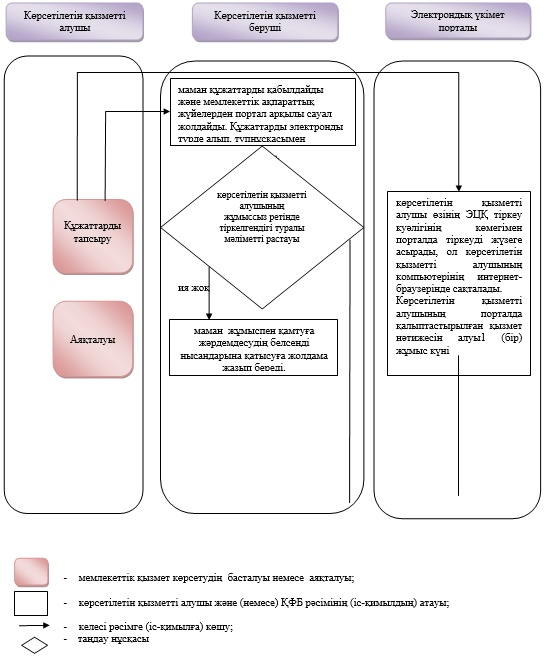 Көрсетілетін қызметті
алушы
Көрсетілетін қызметті
беруші
Электрондық үкімет
порталы
маман құжаттарды қабылдайды
және мемлекеттік ақпараттық
жүйелерден портал арқылы сауал
жолдайды. Құжаттарды электронды
түрде алып, түпнұсқасымен
Құжаттарды
тапсыру
көрсетілетін қызметті
алушының
жұмыссыз ретінде
тіркелгендігі туралы
мәліметті растауы
көрсетілетін қызметті
алушы өзінің ЭЦҚ тіркеу
куәлігінің көмегімен
порталда тіркеуді жүзеге
асырады, ол көрсетілетін
қызметті алушының
компьютерінің интернет-
браузерінде сақталады.
Көрсетілетін қызметті
алушының порталда
қалыптастырылған қызмет
нәтижесін алуы1 (бір)
жұмыс күні
ия жоқ
Аяқталуы
маман жұмыспен қамтуға
жәрдемдесудің белсенді
нысандарына қатысуға жолдама
жазып береді.
- мемлекеттік қызмет көрсетудің басталуы немесе аяқталуы;
- көрсетілетін қызметті алушы және (немесе) ҚФБ рәсімінің (іс-қимылдың) атауы;
- келесі рәсімге (іс-қимылға) көшу;
- таңдау нұсқасы